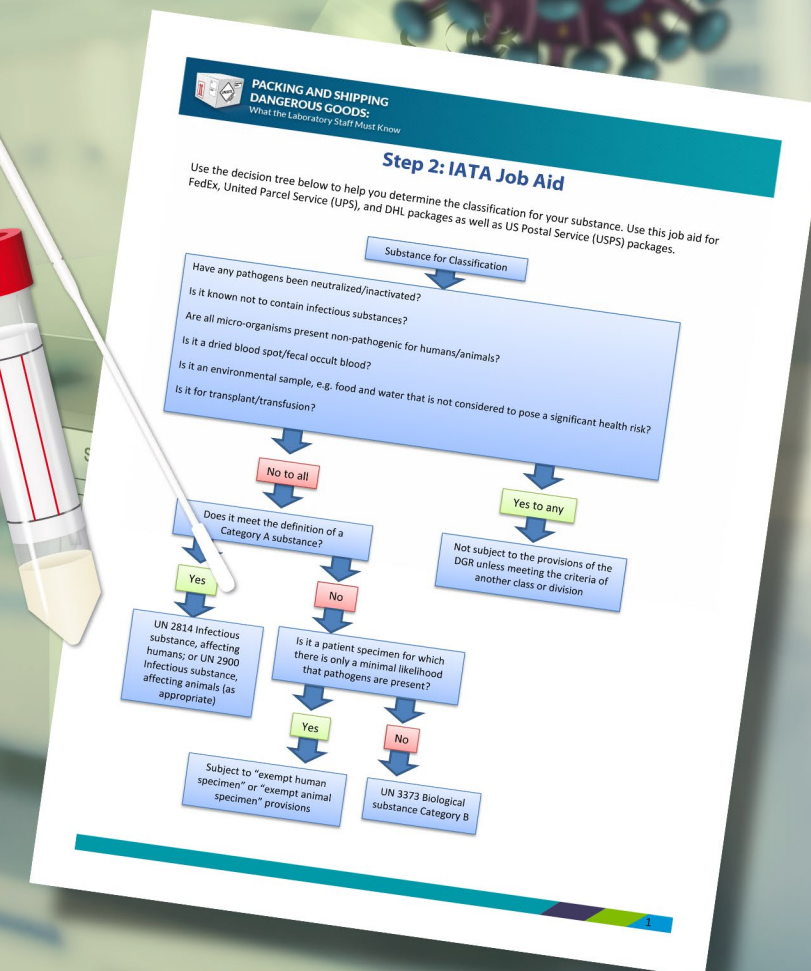 PACKING AND SHIPPING
DANGEROUS GOODS:
What the Laboratory Staff Must Know
Step 2: IATA Job Aid
Use the decision tree below to help you determine the classification for your substance. Use this job aid for
FedEx, United Parcel Service (UPS), and DHL packages as well as US Postal Service (USPS) packages.
Substance for Classification
Have any pathogens been neutralized/inactivated?
Is it known not to contain infectious substances?
Are all micro-organisms present non-pathogenic for humans/animals?
Is it a dried blood spot/fecal occult blood?
Is it an environmental sample, e.g. food and water that is not considered to pose a significant health risk?
Is it for transplant/transfusion?
No to all
Yes to any
Does it meet the definition of a
Category A substance?
Not subject to the provisions of the
DGR unless meeting the criteria of
another class or division
Yes
No
UN 2814 Infectious
substance, affecting
humans; or UN 2900
Infectious substance,
affecting animals (as
appropriate)
Is it a patient specimen for which
there is only a minimal likelihood
that pathogens are present?
Yes
No
Subject to "exempt human
specimen" or "exempt animal
specimen" provisions
UN 3373 Biological
substance Category B
1